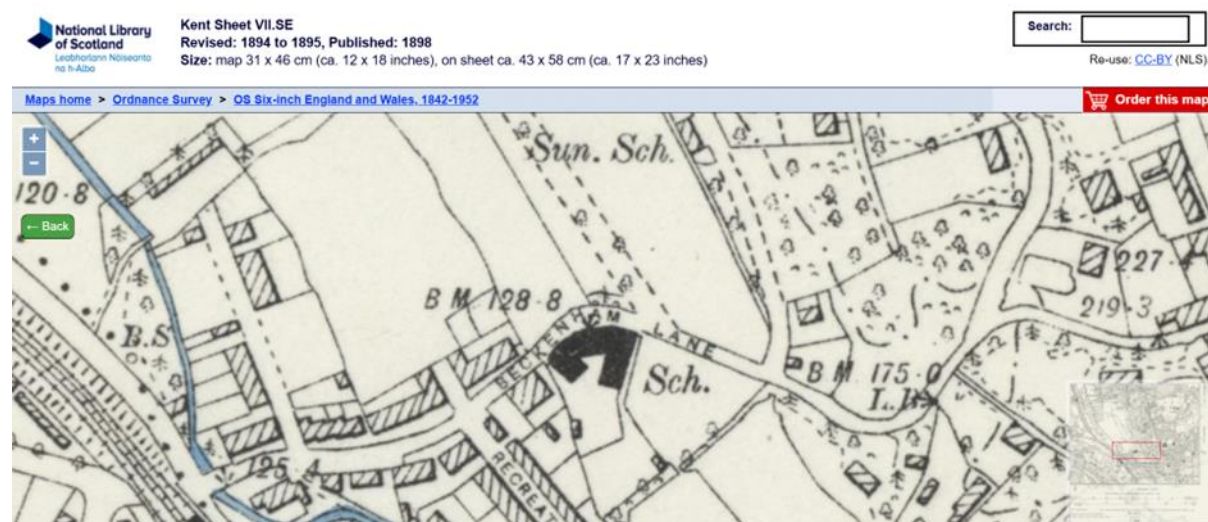 National Library
of Scotland
Leabharlann Nàiseanta
na h-Alba
Kent Sheet VII.SE
Revised: 1894 to 1895, Published: 1898
Size: map 31 x 46 cm (ca. 12 x 18 inches), on sheet ca. 43 x 58 cm (ca. 17 x 23 inches)
Search:
Re-use: CC-BY (NLS)
Maps home > Ordnance Survey > OS Six-inch England and Wales, 1842-1952
Order this map
+
−
← Back
120·8
Sun. Sch.
B M 128·8
227·
219·3
B.S
BECKENHAM LANE
Sch.
B M 175·0
L.B
125·4
RECREAT